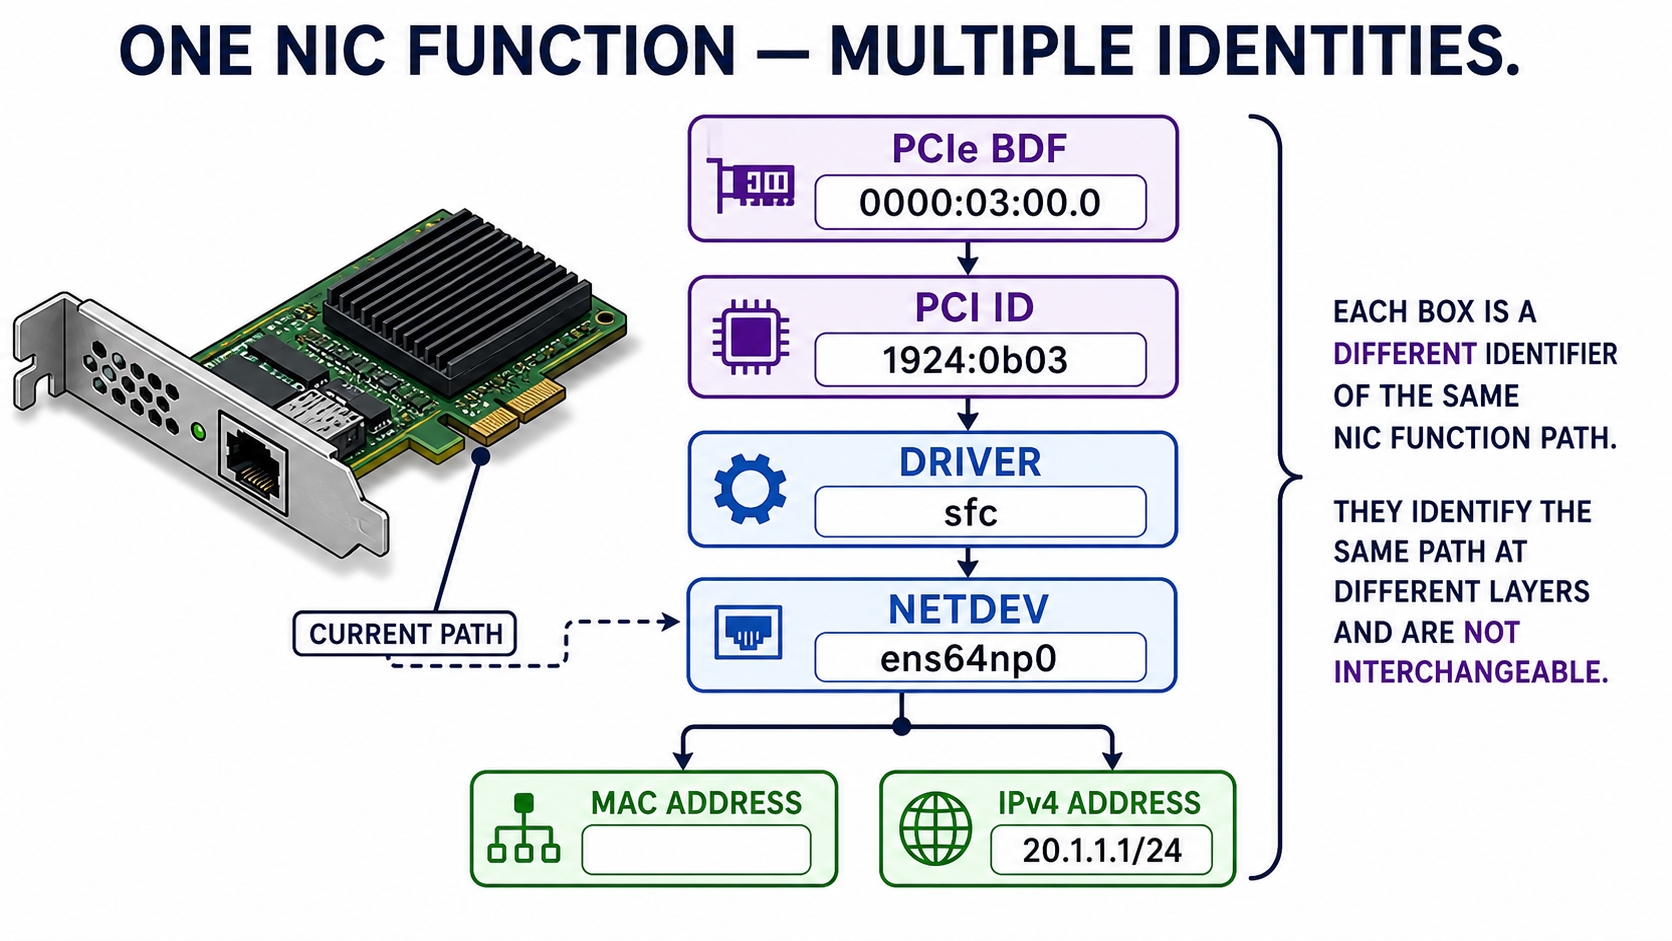 ONE NIC FUNCTION — MULTIPLE IDENTITIES.
PCIe BDF
0000:03:00.0
PCI ID
1924:0b03
DRIVER
sfc
NETDEV
ens64np0
CURRENT PATH
MAC ADDRESS
IPv4 ADDRESS
20.1.1.1/24
EACH BOX IS A
DIFFERENT IDENTIFIER
OF THE SAME
NIC FUNCTION PATH.
THEY IDENTIFY THE
SAME PATH AT
DIFFERENT LAYERS
AND ARE NOT
INTERCHANGEABLE.